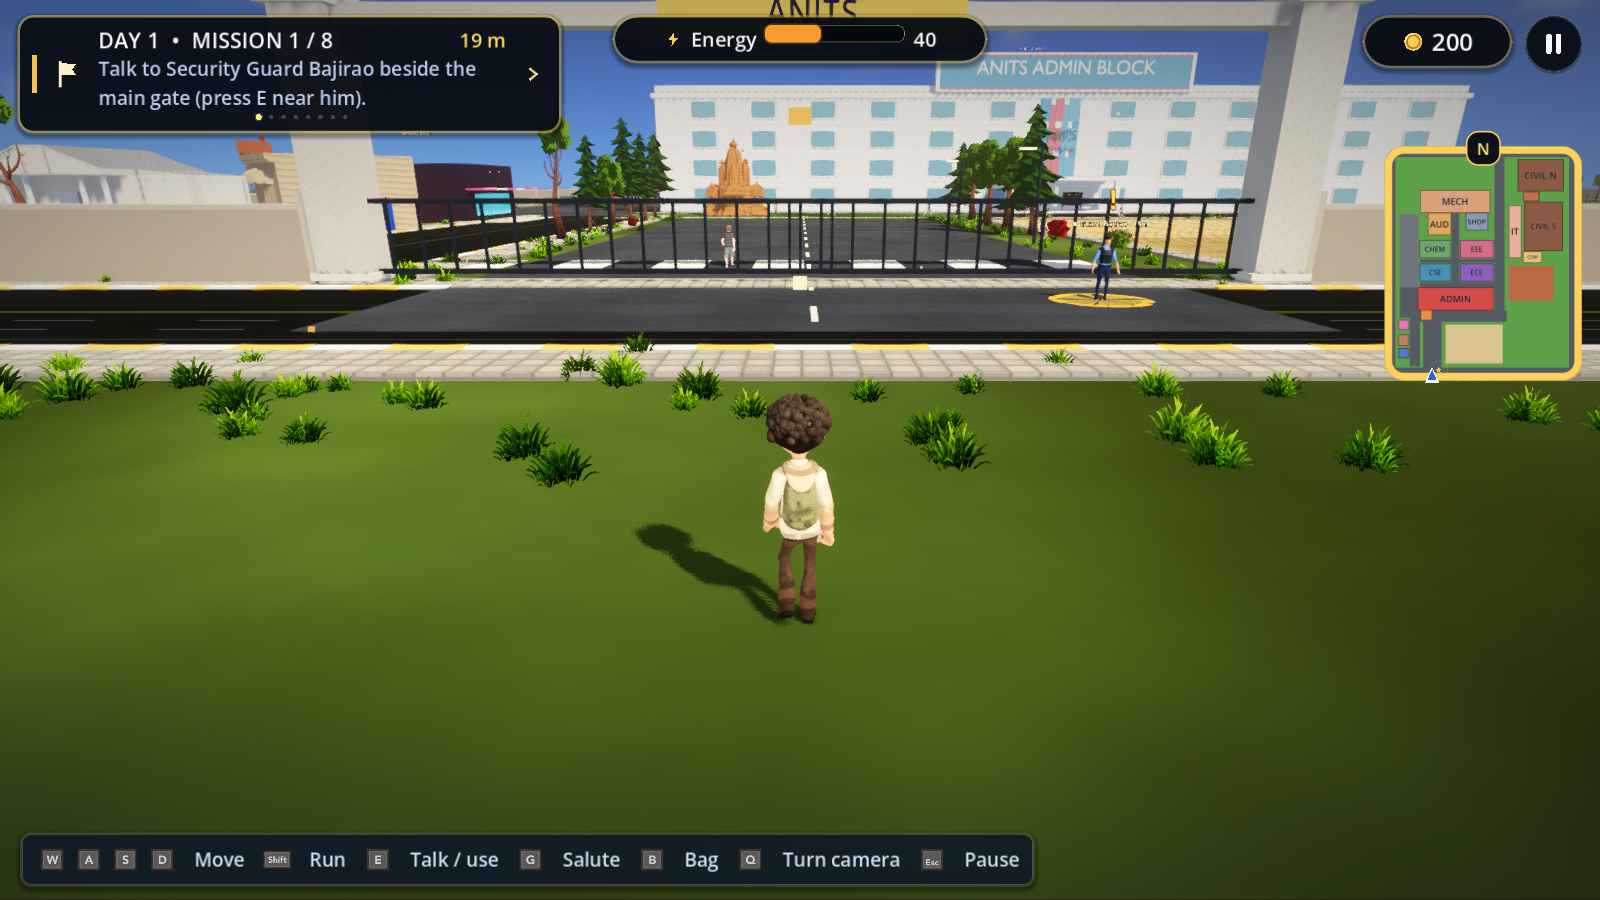 ANITS
DAY 1 • MISSION 1 / 8
19 m
Talk to Security Guard Bajirao beside the
main gate (press E near him).
Energy
40
200
ANITS ADMIN BLOCK
N
CIVIL N
MECH
AUD
SHOP
IT
CIVIL S
CHEM
EEE
CSE
ECE
ADMIN
W A S D Move Shift Run E Talk / use G Salute B Bag Q Turn camera Esc Pause